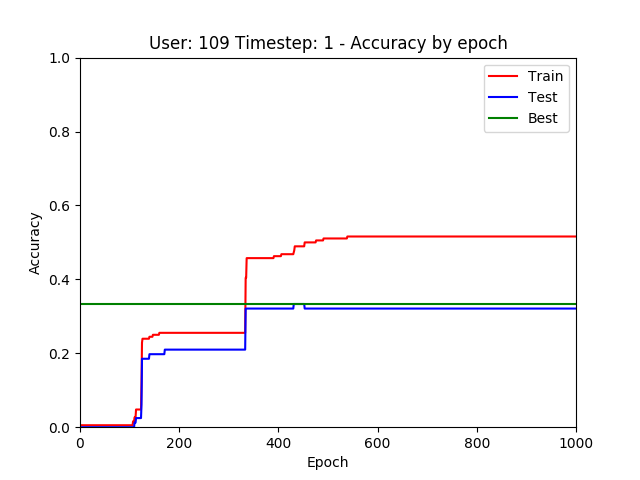 User: 109 Timestep: 1 - Accuracy by epoch
1.0
0.8
0.6
0.4
0.2
0.0
Accuracy
Train
Test
Best
0 200 400 600 800 1000
Epoch